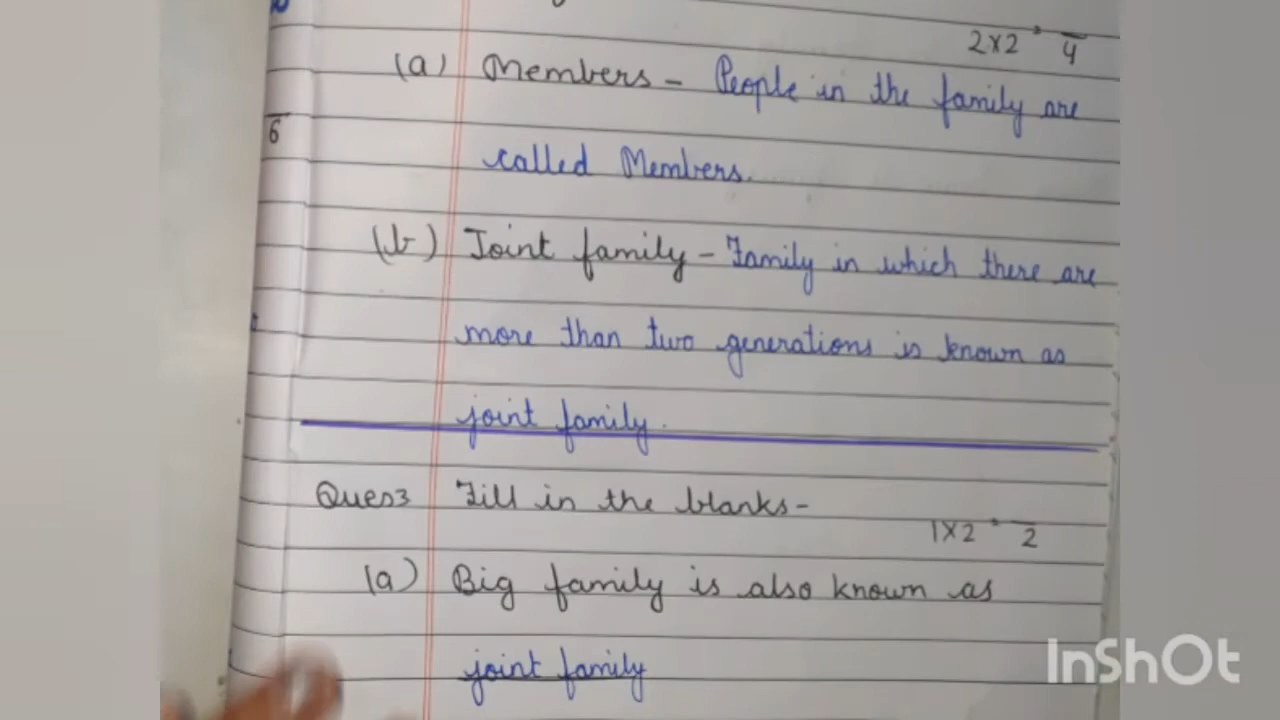 2x2 = 4
(a) Members - People in the family are
6
called Members.
(b) Joint family - Family in which there are
more than two generations is known as
joint family.
Ques3 Fill in the blanks-
1x2 = 2
(a) Big family is also known as
joint family
InShOt